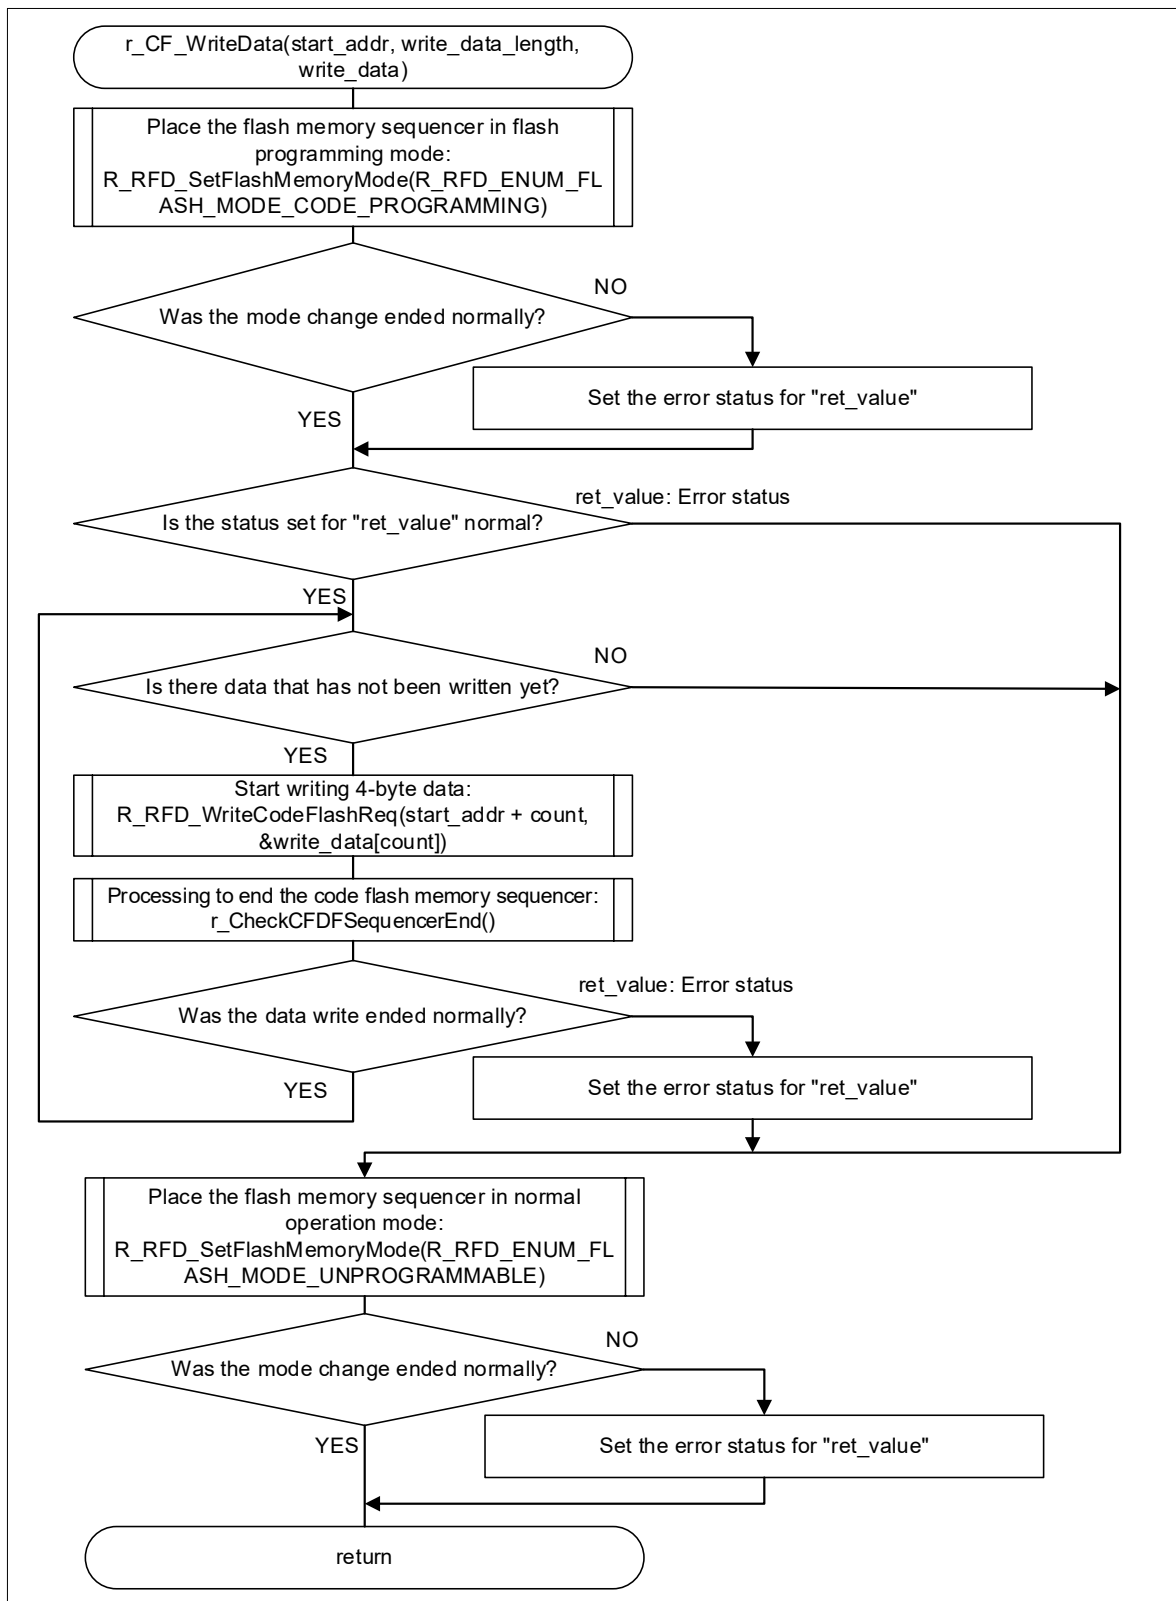 r_CF_WriteData(start_addr, write_data_length,
write_data)
Place the flash memory sequencer in flash
programming mode:
R_RFD_SetFlashMemoryMode(R_RFD_ENUM_FL
ASH_MODE_CODE_PROGRAMMING)
NO
Was the mode change ended normally?
Set the error status for "ret_value"
YES
ret_value: Error status
Is the status set for "ret_value" normal?
YES
NO
Is there data that has not been written yet?
YES
Start writing 4-byte data:
R_RFD_WriteCodeFlashReq(start_addr + count,
&write_data[count])
Processing to end the code flash memory sequencer:
r_CheckCFDFSequencerEnd()
ret_value: Error status
Was the data write ended normally?
YES
Set the error status for "ret_value"
Place the flash memory sequencer in normal
operation mode:
R_RFD_SetFlashMemoryMode(R_RFD_ENUM_FL
ASH_MODE_UNPROGRAMMABLE)
NO
Was the mode change ended normally?
YES
Set the error status for "ret_value"
return